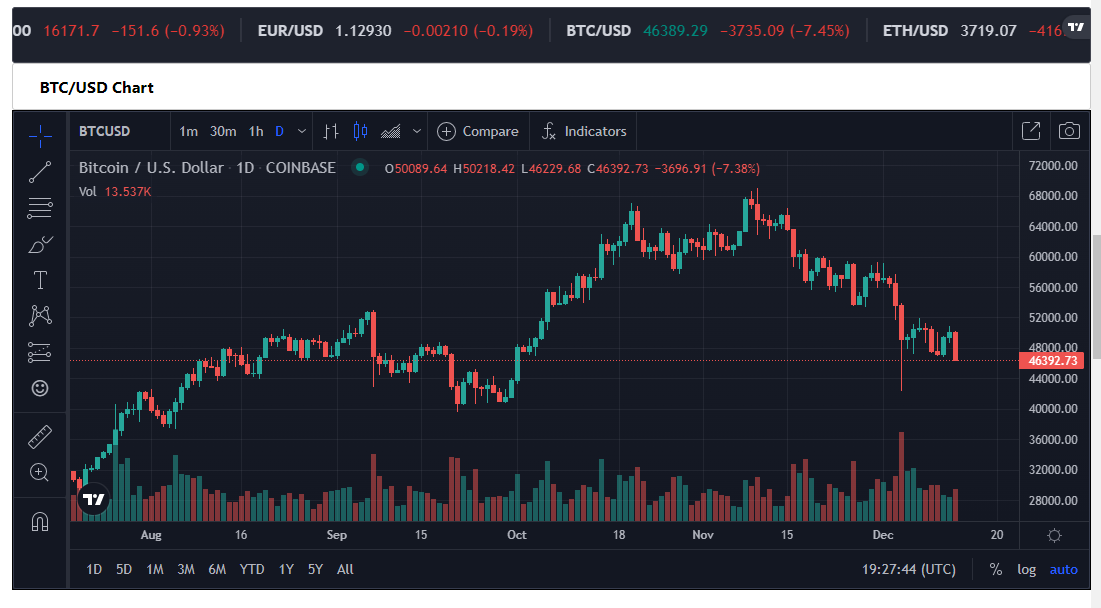 00 16171.7 −151.6 (−0.93%) EUR/USD 1.12930 −0.00210 (−0.19%) BTC/USD 46389.29 −3735.09 (−7.45%) ETH/USD 3719.07 −416
BTC/USD Chart
BTCUSD 1m 30m 1h D Compare Indicators
Bitcoin / U.S. Dollar · 1D · COINBASE O50089.64 H50218.42 L46229.68 C46392.73 −3696.91 (−7.38%)
Vol 13.537K
72000.00
68000.00
64000.00
60000.00
56000.00
52000.00
48000.00
46392.73
44000.00
40000.00
36000.00
32000.00
28000.00
Aug 16 Sep 15 Oct 18 Nov 15 Dec 20
1D 5D 1M 3M 6M YTD 1Y 5Y All 19:27:44 (UTC) % log auto